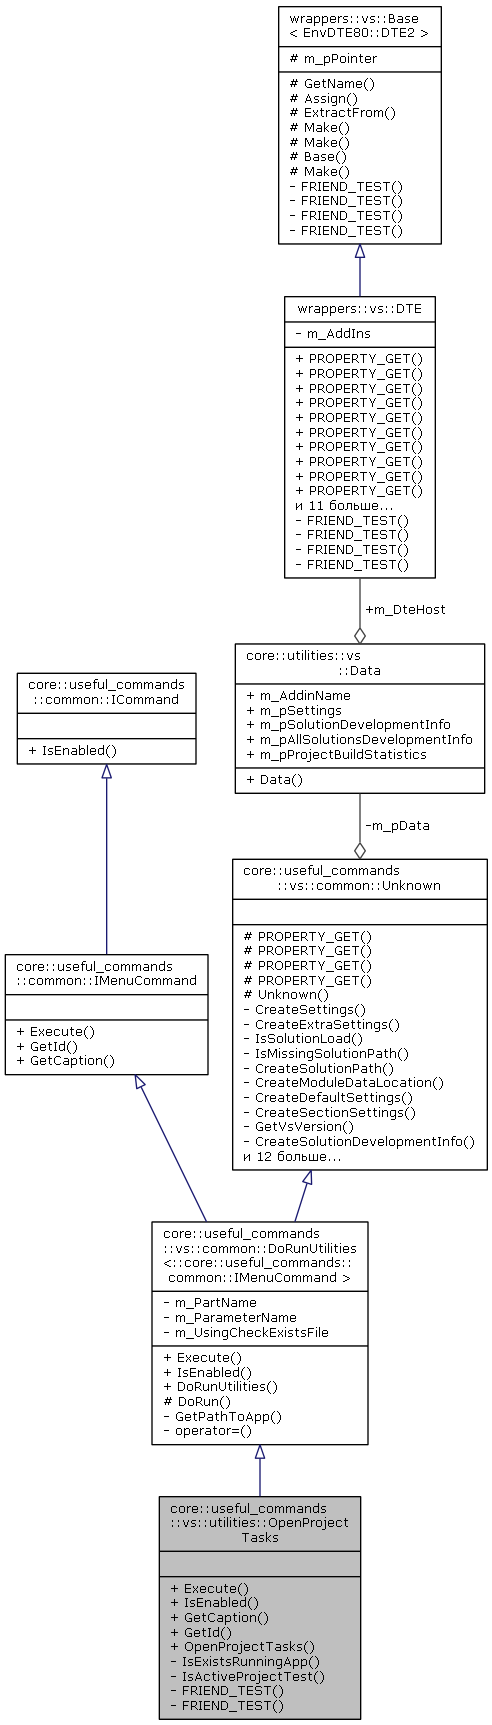 wrappers::vs::Base
< EnvDTE80::DTE2 >
# m_pPointer
# GetName()
# Assign()
# ExtractFrom()
# Make()
# Make()
# Base()
# Make()
- FRIEND_TEST()
- FRIEND_TEST()
- FRIEND_TEST()
- FRIEND_TEST()
wrappers::vs::DTE
- m_AddIns
+ PROPERTY_GET()
+ PROPERTY_GET()
+ PROPERTY_GET()
+ PROPERTY_GET()
+ PROPERTY_GET()
+ PROPERTY_GET()
+ PROPERTY_GET()
+ PROPERTY_GET()
+ PROPERTY_GET()
+ PROPERTY_GET()
и 11 больше...
- FRIEND_TEST()
- FRIEND_TEST()
- FRIEND_TEST()
- FRIEND_TEST()
+m_DteHost
core::utilities::vs
::Data
+ m_AddinName
+ m_pSettings
+ m_pSolutionDevelopmentInfo
+ m_pAllSolutionsDevelopmentInfo
+ m_pProjectBuildStatistics
+ Data()
core::useful_commands
::common::ICommand
+ IsEnabled()
-m_pData
core::useful_commands
::vs::common::Unknown
# PROPERTY_GET()
# PROPERTY_GET()
# PROPERTY_GET()
# PROPERTY_GET()
# Unknown()
- CreateSettings()
- CreateExtraSettings()
- IsSolutionLoad()
- IsMissingSolutionPath()
- CreateSolutionPath()
- CreateModuleDataLocation()
- CreateDefaultSettings()
- CreateSectionSettings()
- GetVsVersion()
- CreateSolutionDevelopmentInfo()
и 12 больше...
core::useful_commands
::common::IMenuCommand
+ Execute()
+ GetId()
+ GetCaption()
core::useful_commands
::vs::common::DoRunUtilities
<::core::useful_commands::
common::IMenuCommand >
- m_PartName
- m_ParameterName
- m_UsingCheckExistsFile
+ Execute()
+ IsEnabled()
+ DoRunUtilities()
# DoRun()
- GetPathToApp()
- operator=()
core::useful_commands
::vs::utilities::OpenProject
Tasks
+ Execute()
+ IsEnabled()
+ GetCaption()
+ GetId()
+ OpenProjectTasks()
- IsExistsRunningApp()
- IsActiveProjectTest()
- FRIEND_TEST()
- FRIEND_TEST()